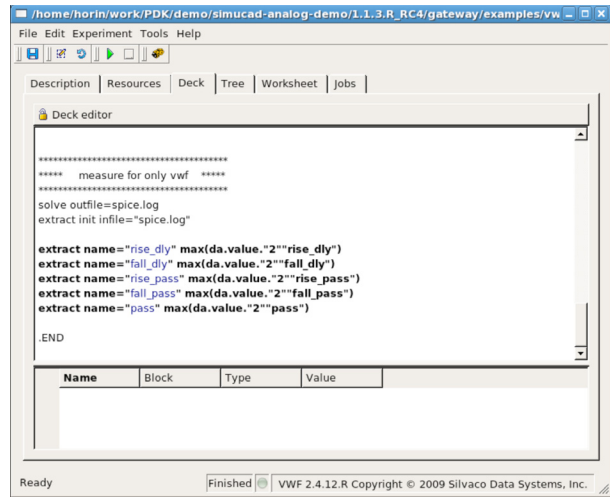 /home/horin/work/PDK/demo/simucad-analog-demo/1.1.3.R_RC4/gateway/examples/vw
File Edit Experiment Tools Help
Description Resources Deck Tree Worksheet Jobs
Deck editor
***************************************
***** measure for only vwf *****
***************************************
solve outfile=spice.log
extract init infile="spice.log"
extract name="rise_dly" max(da.value."2""rise_dly")
extract name="fall_dly" max(da.value."2""fall_dly")
extract name="rise_pass" max(da.value."2""rise_pass")
extract name="fall_pass" max(da.value."2""fall_pass")
extract name="pass" max(da.value."2""pass")
.END
Name Block Type Value
Ready Finished VWF 2.4.12.R Copyright © 2009 Silvaco Data Systems, Inc.